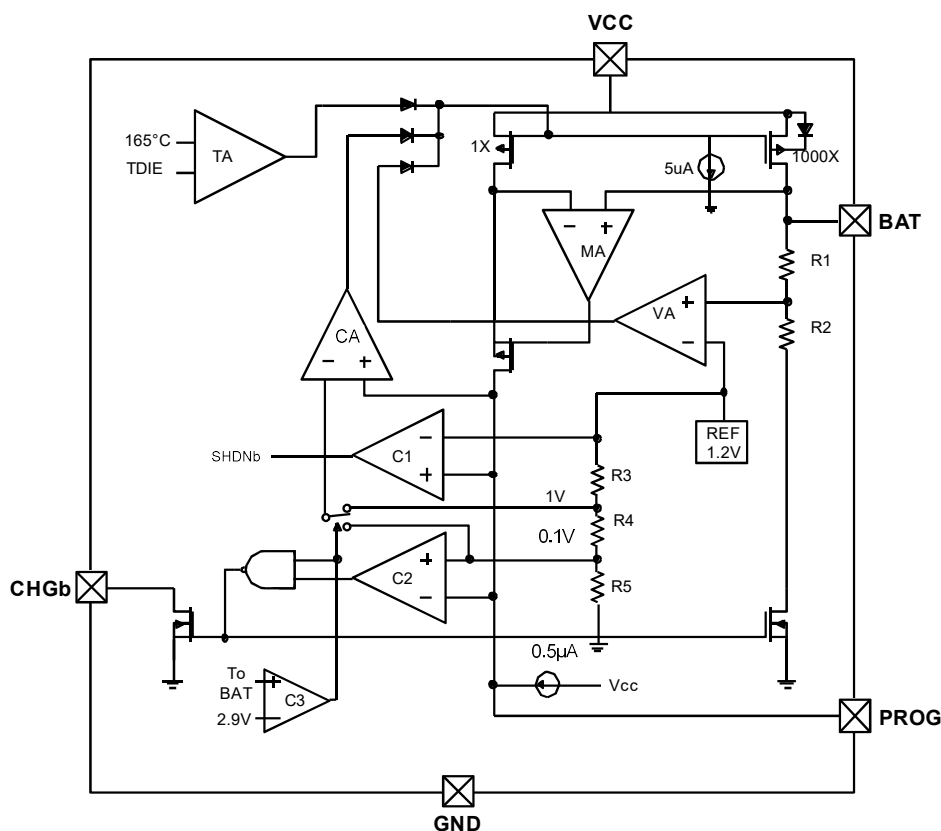 VCC
165°C
TDIE
TA
1X
5uA
1000X
BAT
− +
MA
R1
VA
+
−
R2
CA
− +
REF
1.2V
SHDNb
C1
−
+
R3
1V
R4
0.1V
C2
+
−
R5
CHGb
0.5µA
To
BAT
+
C3
2.9V
−
Vcc
PROG
GND